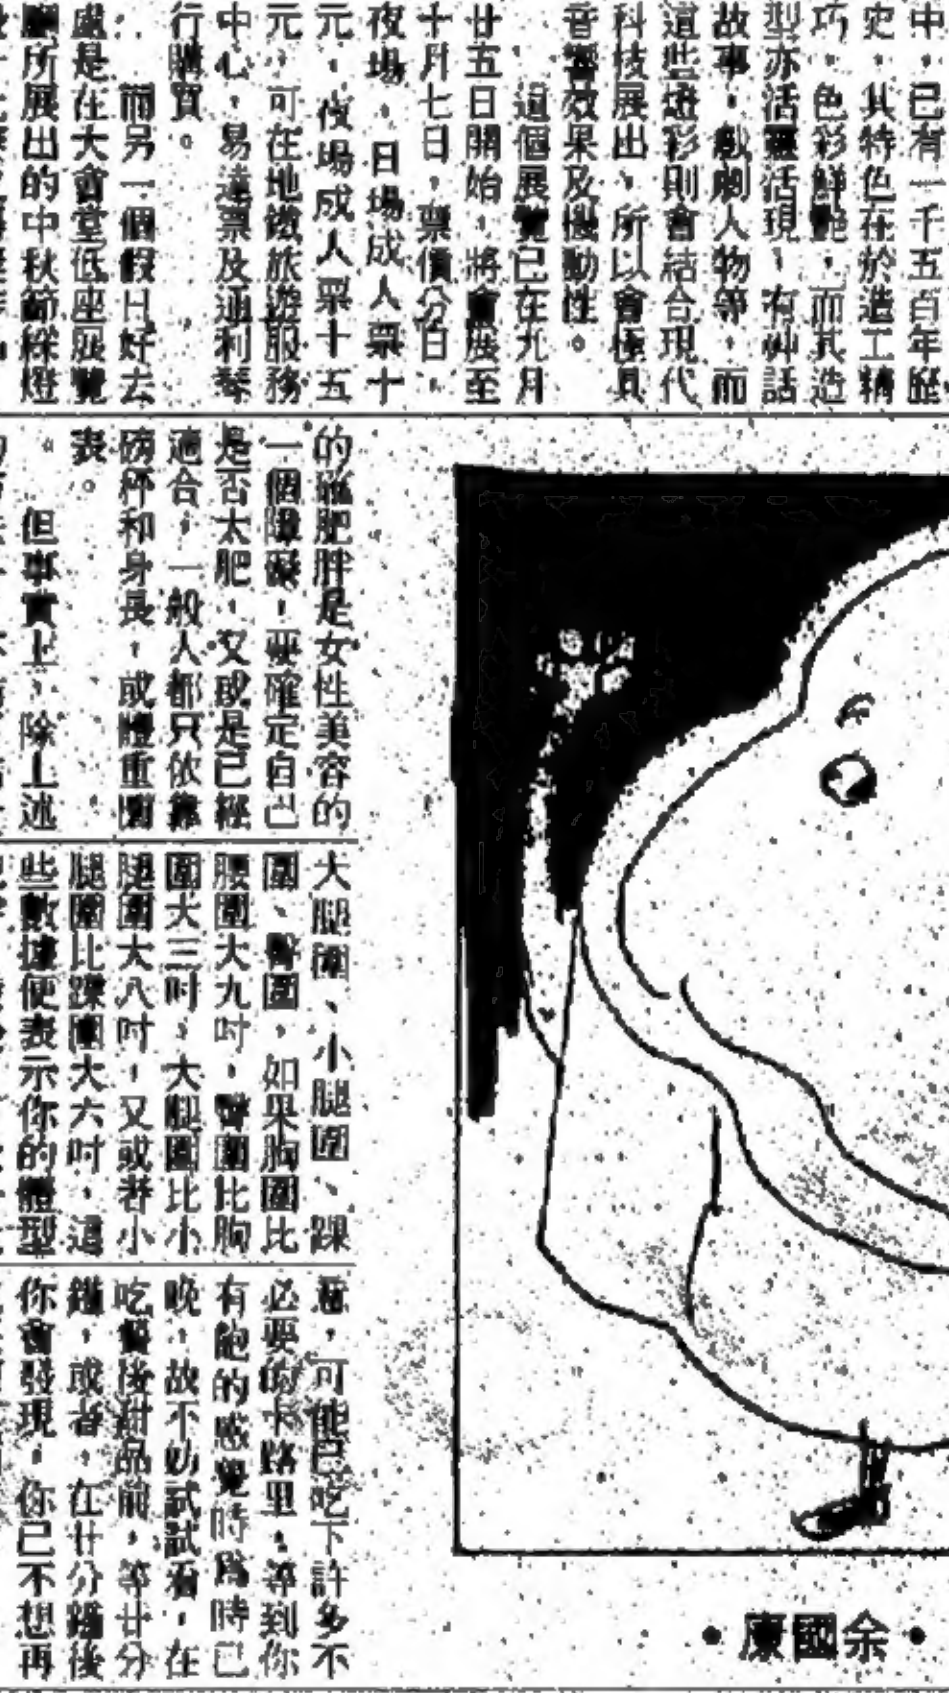 中，已有一千五百年歷
史，其特色在於造工精
巧，色彩鮮艷，而其造
型亦活靈活現，有神話
故事，戲劇人物等，而
這些燈彩則會結合現代
科技展出，所以會極具
音響效果及機動性。
這個展覽已在九月
廿五日開始，將會展至
十月七日，票價分日，
夜場，日場成人票十
元，夜場成人票十五
元，可在地鐵旅遊服務
中心，易達票及通利琴
行購買。
而另一個假日好去
處是在大會堂低座展覽
廳所展出的中秋節綵燈
的確肥胖是女性美容的
一個障礙，要確定自己
是否太肥，又或是已經
適合，一般人都只依靠
磅秤和身長，或體重圍
表。
但事實上，除上述
大腿圍、小腿圍、踝
圍、臀圍，如果胸圍比
腰圍大九吋，臀圍比胸
圍大三吋，大腿圍比小
腿圍大八吋，又或者小
腿圍比踝圍大六吋，這
些數據便表示你的體型
可能已吃下許多不
必要的卡路里，等到你
有飽的感覺時為時已
晚，故不妨試試看，在
吃餐後甜品前，等廿分
鐘，或者，在廿分鐘後
你會發現，你已不想再
•余國康•